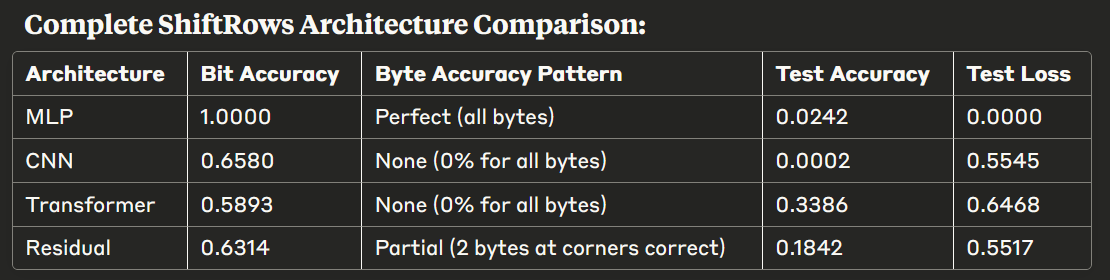 Complete ShiftRows Architecture Comparison:
Architecture Bit Accuracy Byte Accuracy Pattern Test Accuracy Test Loss
MLP 1.0000 Perfect (all bytes) 0.0242 0.0000
CNN 0.6580 None (0% for all bytes) 0.0002 0.5545
Transformer 0.5893 None (0% for all bytes) 0.3386 0.6468
Residual 0.6314 Partial (2 bytes at corners correct) 0.1842 0.5517